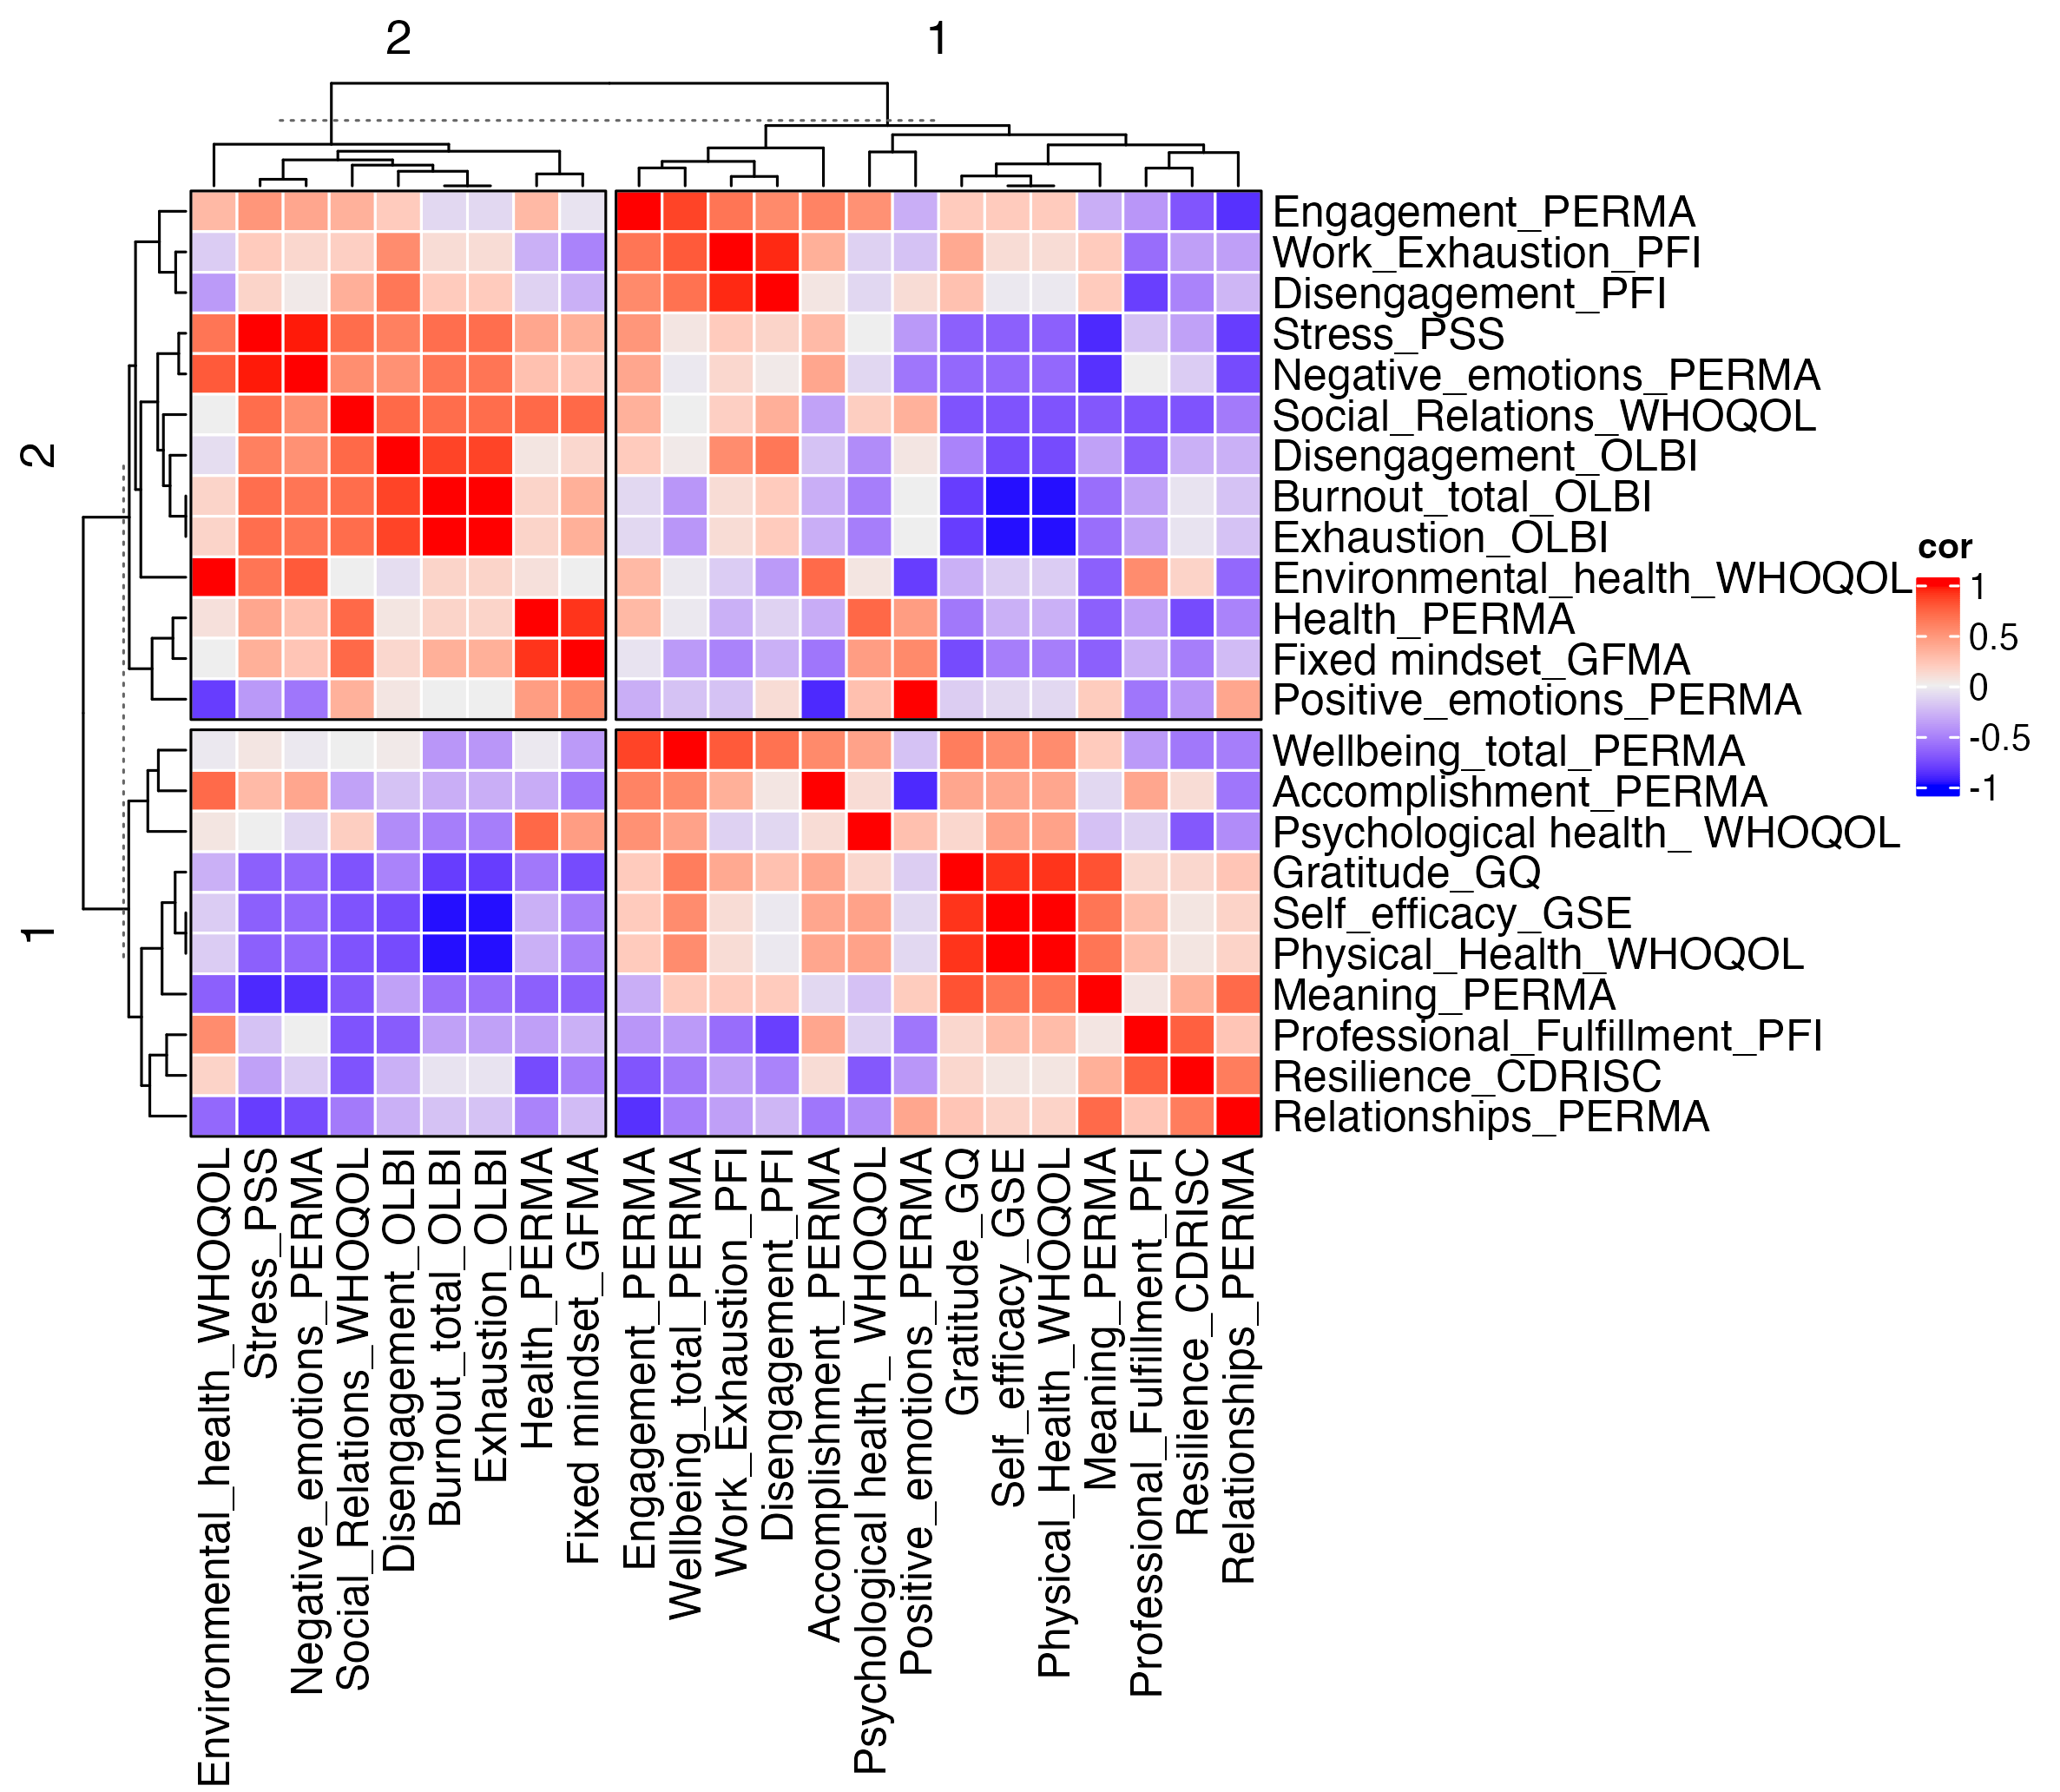 2
1
2
1
Engagement_PERMA
Work_Exhaustion_PFI
Disengagement_PFI
Stress_PSS
Negative_emotions_PERMA
Social_Relations_WHOQOL
Disengagement_OLBI
Burnout_total_OLBI
Exhaustion_OLBI
Environmental_health_WHOQOL
Health_PERMA
Fixed mindset_GFMA
Positive_emotions_PERMA
Wellbeing_total_PERMA
Accomplishment_PERMA
Psychological health_ WHOQOL
Gratitude_GQ
Self_efficacy_GSE
Physical_Health_WHOQOL
Meaning_PERMA
Professional_Fulfillment_PFI
Resilience_CDRISC
Relationships_PERMA
cor
1
0.5
0
-0.5
-1
Environmental_health_WHOQOL
Stress_PSS
Negative_emotions_PERMA
Social_Relations_WHOQOL
Disengagement_OLBI
Burnout_total_OLBI
Exhaustion_OLBI
Health_PERMA
Fixed mindset_GFMA
Engagement_PERMA
Wellbeing_total_PERMA
Work_Exhaustion_PFI
Disengagement_PFI
Accomplishment_PERMA
Psychological health_ WHOQOL
Positive_emotions_PERMA
Gratitude_GQ
Self_efficacy_GSE
Physical_Health_WHOQOL
Meaning_PERMA
Professional_Fulfillment_PFI
Resilience_CDRISC
Relationships_PERMA